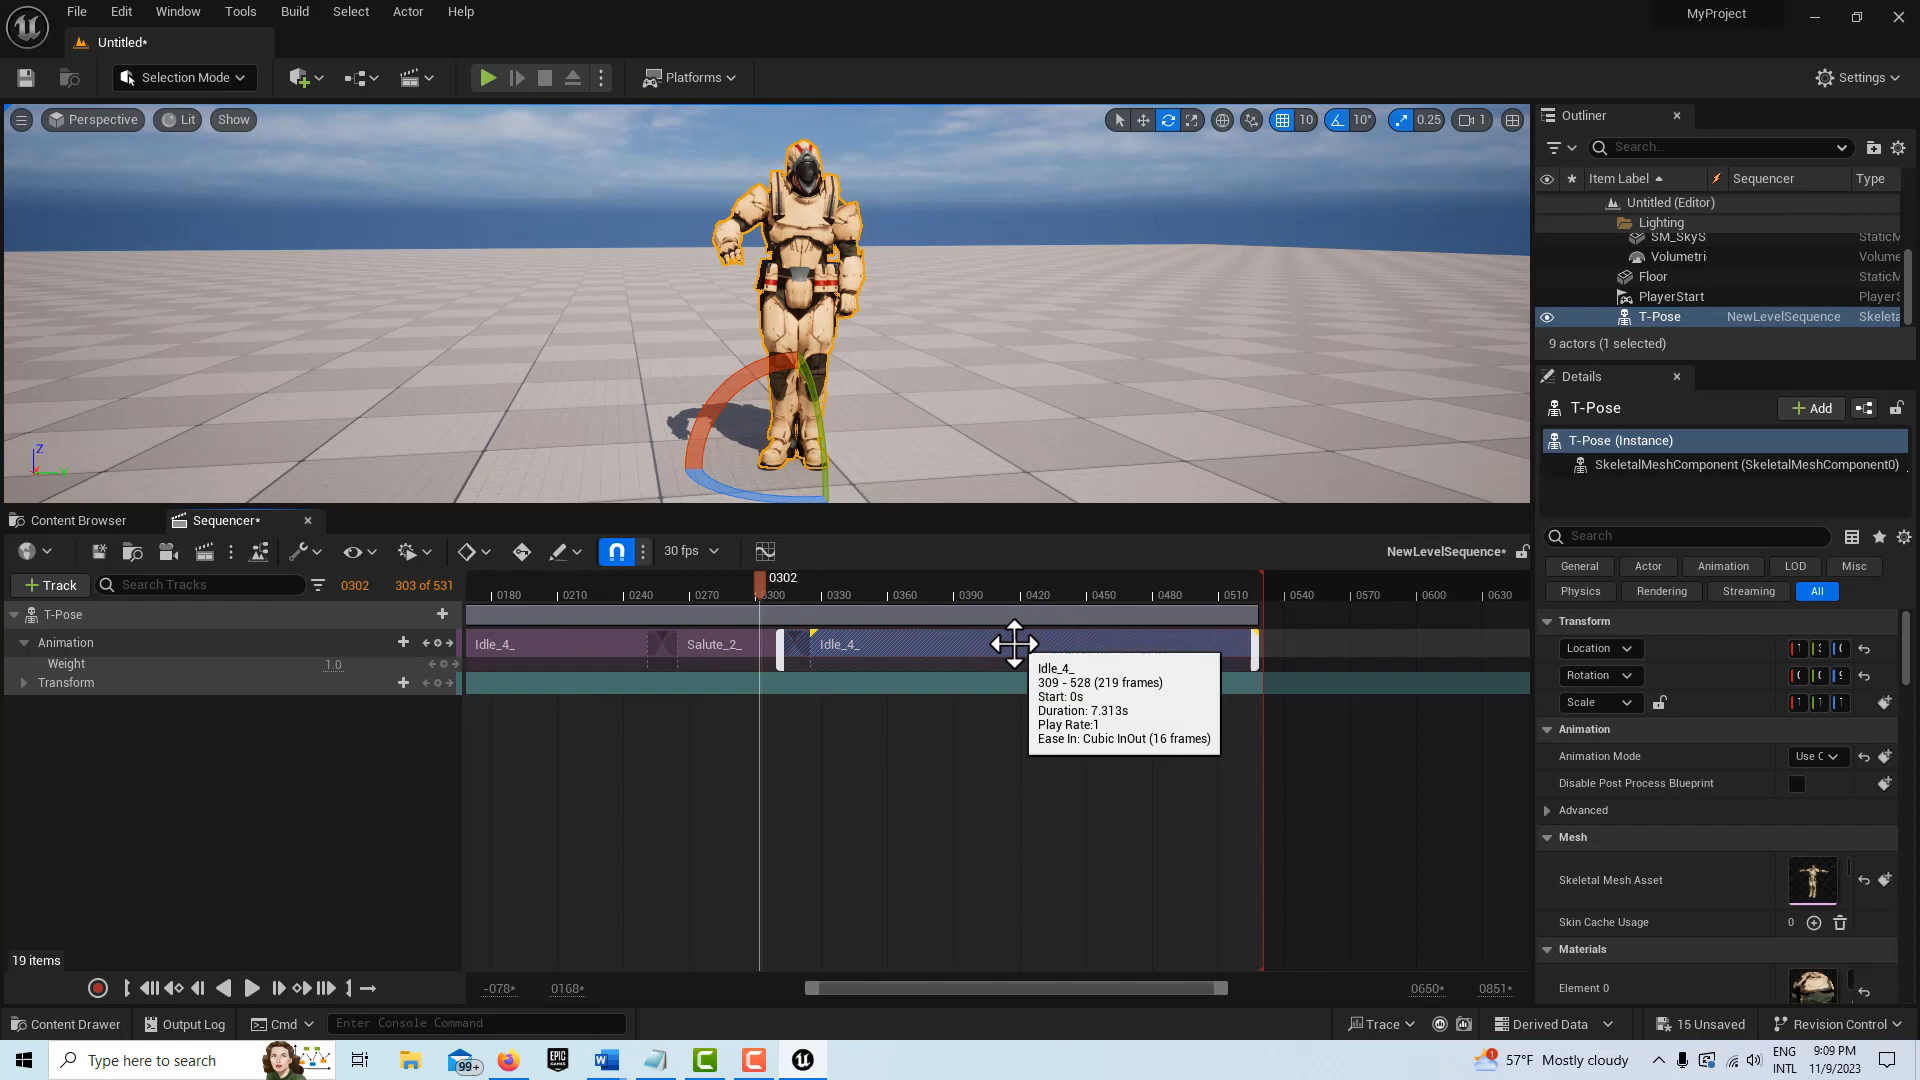 File Edit Window Tools Build Select Actor Help
MyProject
Untitled*
Selection Mode
Platforms
Settings
Perspective Lit Show
10 10° 0.25 1
Outliner
Search...
Item Label Sequencer Type
Untitled (Editor)
Lighting
SM_SkyS StaticM
Volumetri Volume
Floor StaticM
PlayerStart PlayerS
T-Pose NewLevelSequence Skeleta
9 actors (1 selected)
Details
T-Pose
Add
T-Pose (Instance)
SkeletalMeshComponent (SkeletalMeshComponent0)
Search
General Actor Animation LOD Misc
Physics Rendering Streaming All
Transform
Location
Rotation
Scale
Animation
Animation Mode Use C
Disable Post Process Blueprint
Advanced
Mesh
Skeletal Mesh Asset
Skin Cache Usage 0
Materials
Element 0
Content Browser Sequencer*
30 fps
NewLevelSequence*
Track Search Tracks 0302 303 of 531
0302
0180 0210 0240 0270 0300 0330 0360 0390 0420 0450 0480 0510 0540 0570 0600 0630
T-Pose
Animation
Weight 1.0
Transform
Idle_4_ Salute_2_ Idle_4_
Idle_4_
309 - 528 (219 frames)
Start: 0s
Duration: 7.313s
Play Rate:1
Ease In: Cubic InOut (16 frames)
19 items
-078* 0168* 0650* 0851*
Content Drawer Output Log Cmd Enter Console Command
Trace Derived Data 15 Unsaved Revision Control
Type here to search
99+
EPIC GAMES
1
57°F Mostly cloudy
ENG
INTL
9:09 PM
11/9/2023